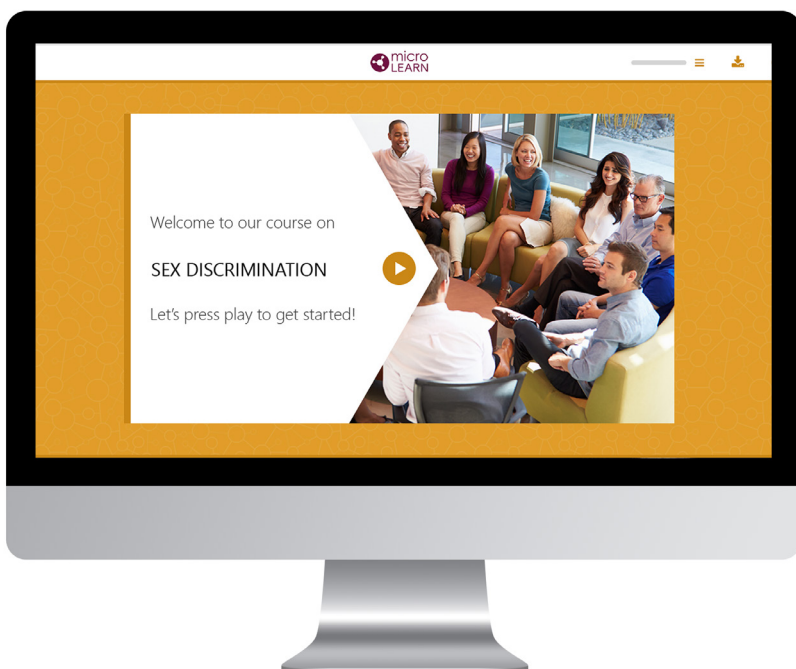 micro
LEARN
Welcome to our course on
SEX DISCRIMINATION
Let's press play to get started!